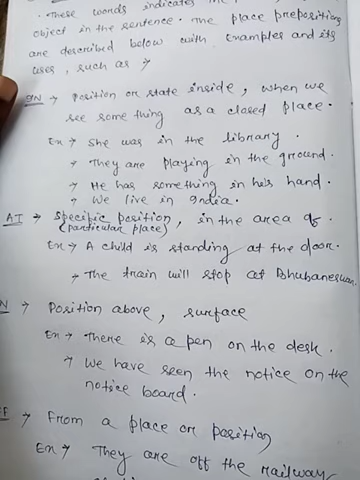 These words indicates the
object in the sentence. The place prepositions
are described below with Examples and its
uses, such as →
IN → Position or state inside, when we
see something as a closed place.
Ex → She was in the library.
→ They are playing in the ground.
→ He has something in his hand.
→ We live in India.
AT → Specific position, in the area of.
(particular place)
Ex → A child is standing at the door.
→ The train will stop at Bhubaneswar.
N → Position above, surface
Ex → There is a pen on the desk.
→ We have seen the notice on the
notice board.
FF → From a place or position
Ex → They are off the railway